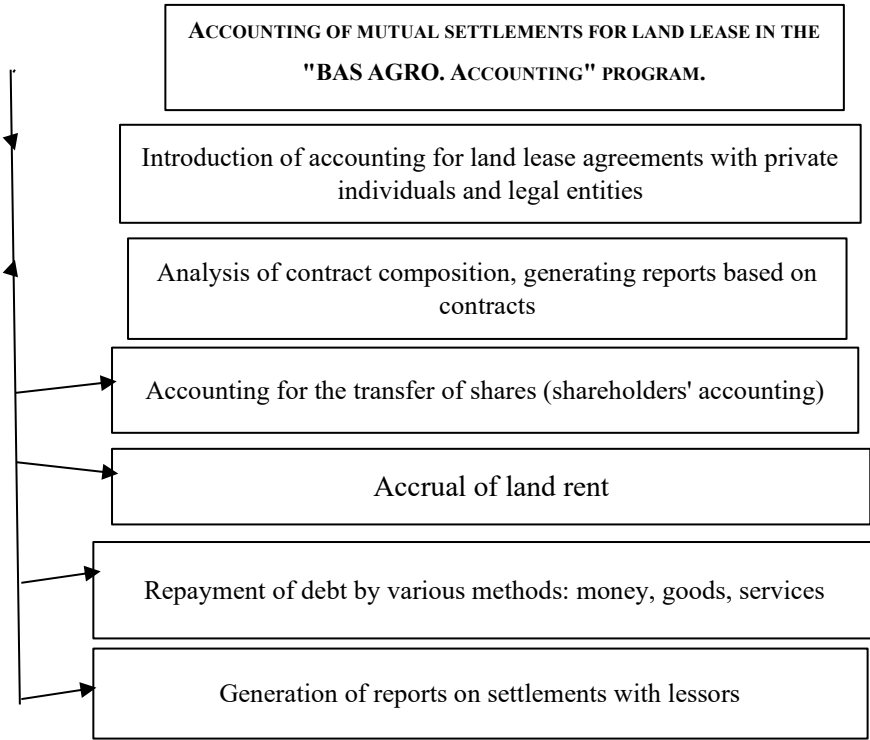 ACCOUNTING OF MUTUAL SETTLEMENTS FOR LAND LEASE IN THE
"BAS AGRO. ACCOUNTING" PROGRAM.
Introduction of accounting for land lease agreements with private
individuals and legal entities
Analysis of contract composition, generating reports based on
contracts
Accounting for the transfer of shares (shareholders' accounting)
Accrual of land rent
Repayment of debt by various methods: money, goods, services
Generation of reports on settlements with lessors